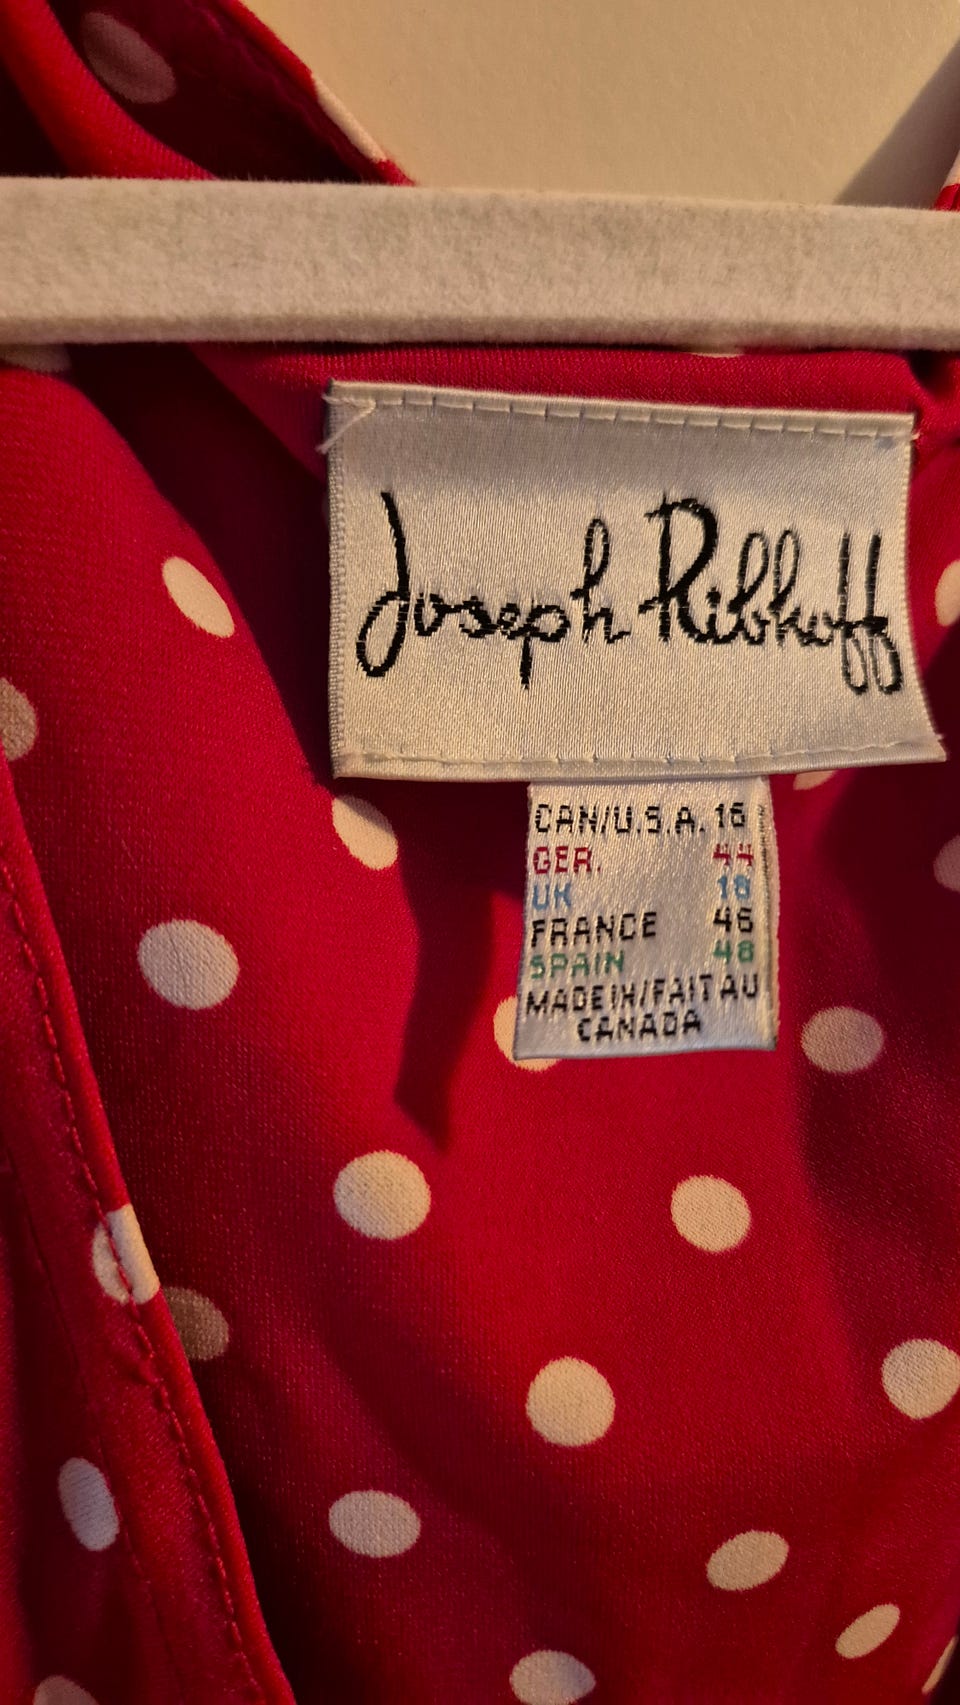 Joseph Ribkoff
CAN/U.S.A. 16
GER. 44
UK 18
FRANCE 46
SPAIN 48
MADE IN/FAIT AU
CANADA